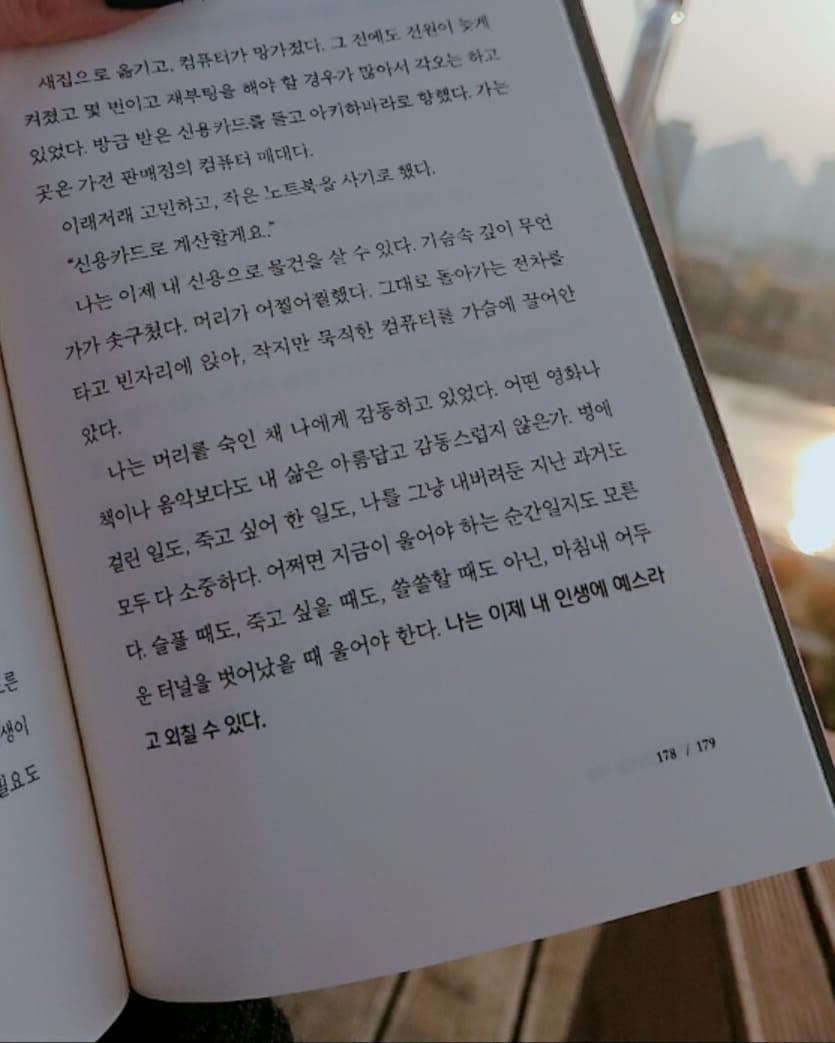 새집으로 옮기고, 컴퓨터가 망가졌다. 그 전에도 전원이 늦게
켜졌고 몇 번이고 재부팅을 해야 할 경우가 많아서 각오는 하고
있었다. 방금 받은 신용카드를 들고 아키하바라로 향했다. 가는
곳은 가전 판매점의 컴퓨터 매대다.
이래저래 고민하고, 작은 노트북을 사기로 했다.
“신용카드로 계산할게요.”
나는 이제 내 신용으로 물건을 살 수 있다. 가슴속 깊이 무언
가가 솟구쳤다. 머리가 어찔어찔했다. 그대로 돌아가는 전차를
타고 빈자리에 앉아, 작지만 묵직한 컴퓨터를 가슴에 끌어안
았다.
나는 머리를 숙인 채 나에게 감동하고 있었다. 어떤 영화나
책이나 음악보다도 내 삶은 아름답고 감동스럽지 않은가. 병에
걸린 일도, 죽고 싶어 한 일도, 나를 그냥 내버려둔 지난 과거도
모두 다 소중하다. 어쩌면 지금이 울어야 하는 순간일지도 모른
다. 슬플 때도, 죽고 싶을 때도, 쓸쓸할 때도 아닌, 마침내 어두
운 터널을 벗어났을 때 울어야 한다. 나는 이제 내 인생에 예스라
고 외칠 수 있다.
178 / 179
른
생이
필요도